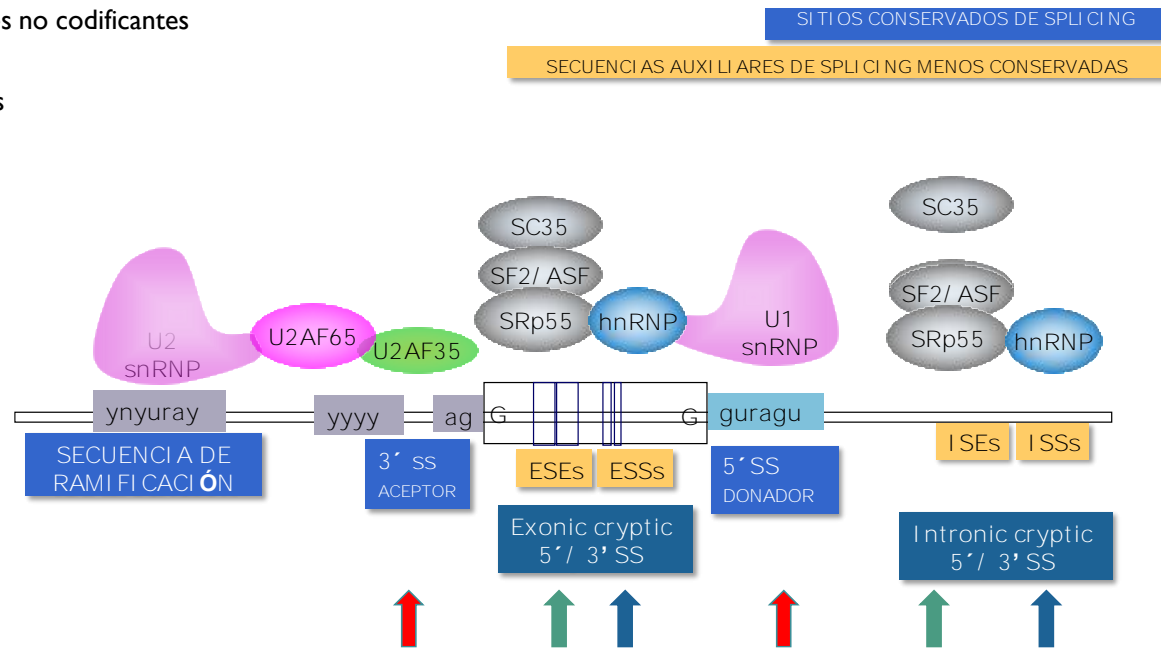 s no codificantes
SITIOS CONSERVADOS DE SPLICING
SECUENCIAS AUXILIARES DE SPLICING MENOS CONSERVADAS
s
SC35
SC35
SF2/ASF
SF2/ASF
U2
snRNP
U2AF65
U2AF35
SRp55
hnRNP
U1
snRNP
SRp55
hnRNP
ynyuray
yyyy
ag
G
G
guragu
SECUENCIA DE
RAMIFICACIÓN
3´ ss
ACEPTOR
ESEs
ESSs
5´SS
DONADOR
ISEs
ISSs
Exonic cryptic
5´/ 3’ SS
Intronic cryptic
5´/ 3’ SS